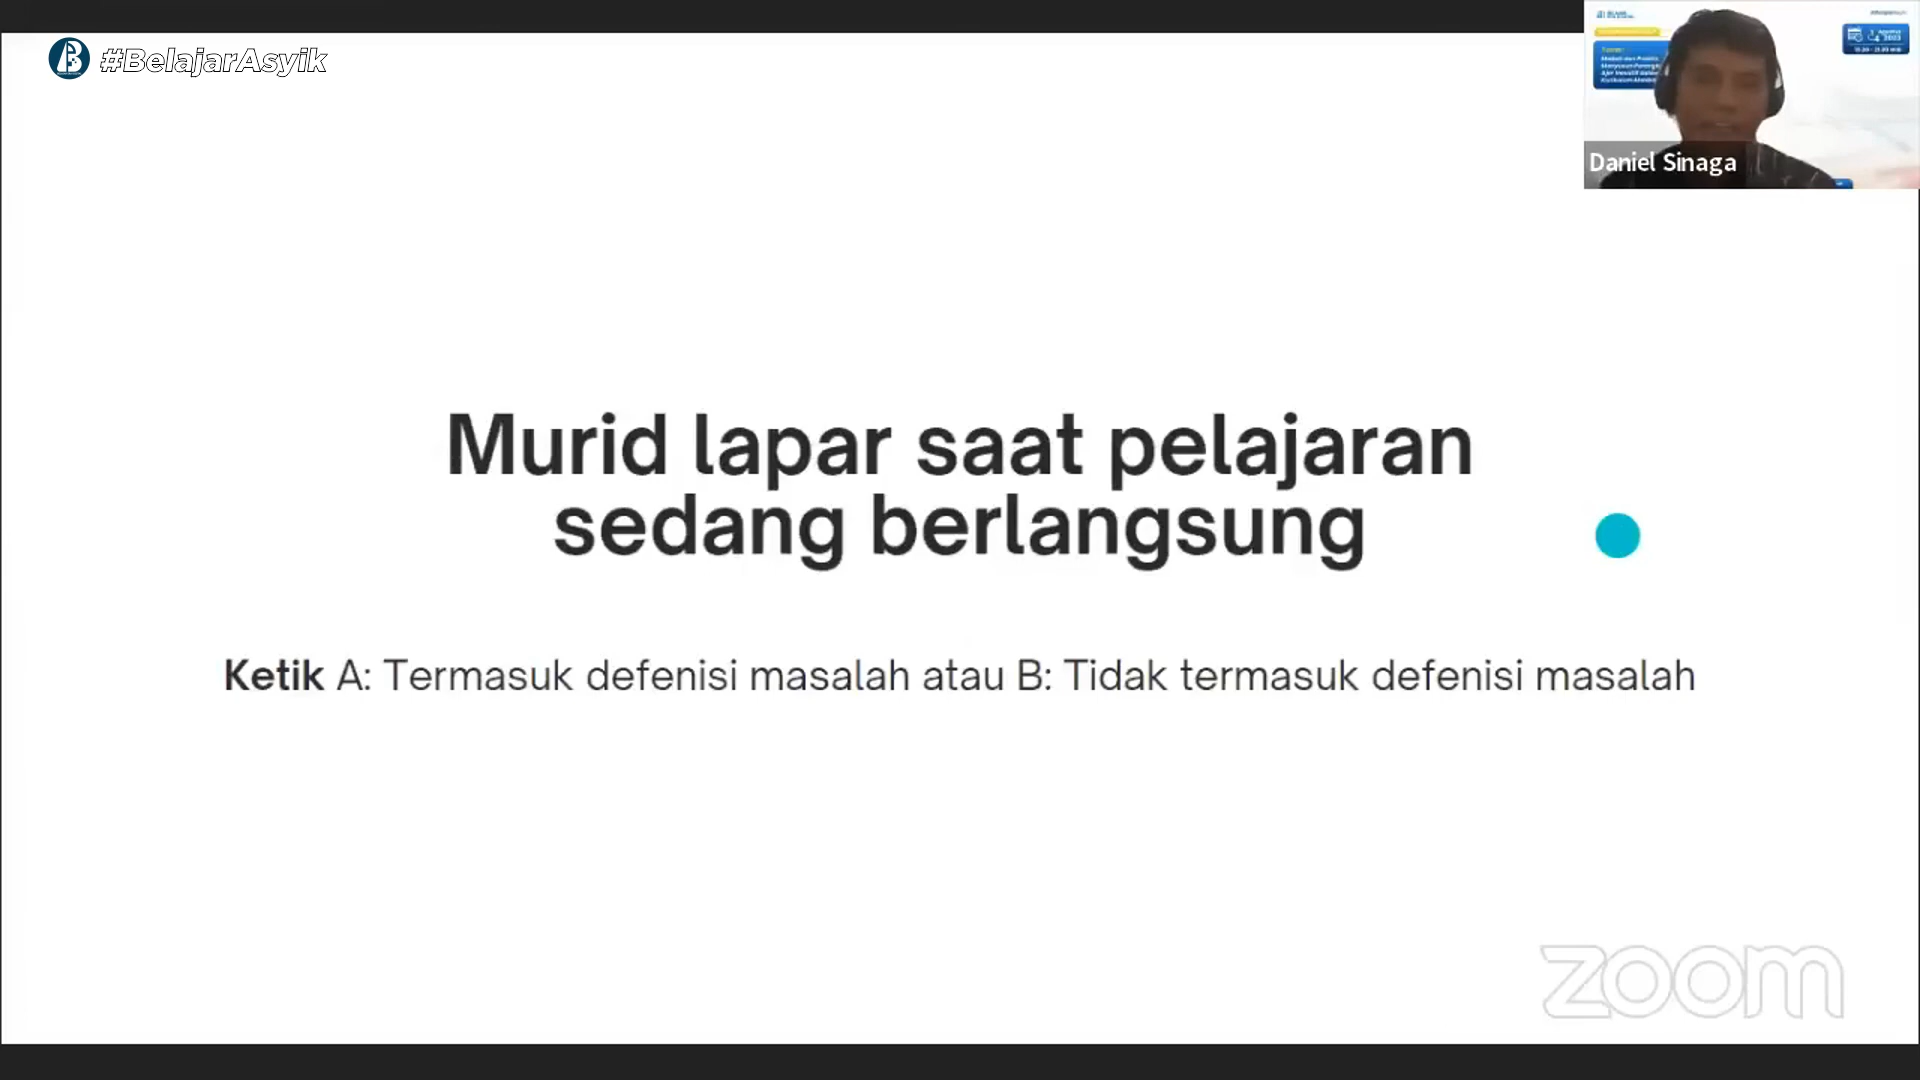 #BelajarAsyik
Daniel Sinaga
Murid lapar saat pelajaran
sedang berlangsung
Ketik A: Termasuk defenisi masalah atau B: Tidak termasuk defenisi masalah
zoom